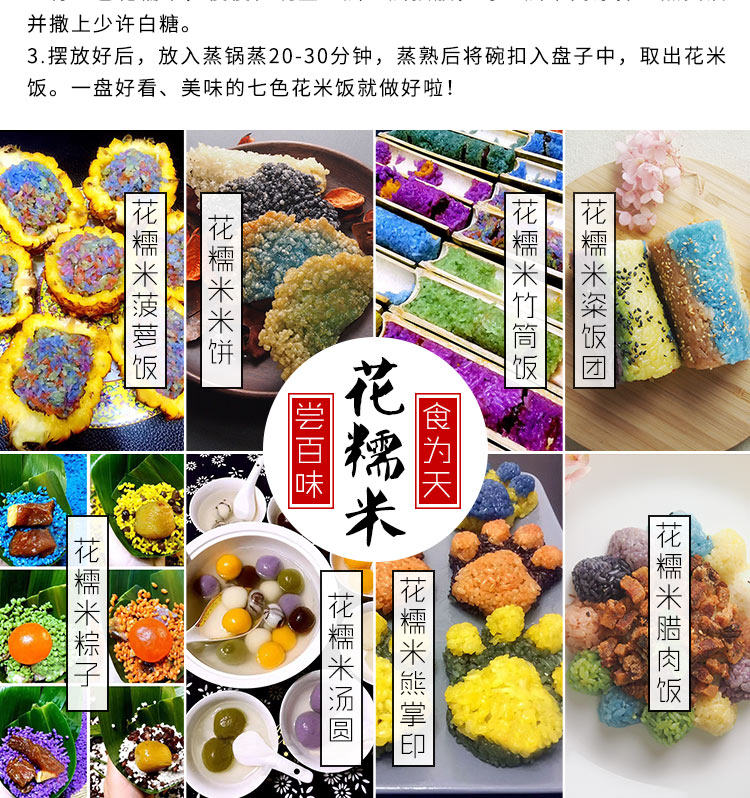 并撒上少许白糖。
3.摆放好后，放入蒸锅蒸20-30分钟，蒸熟后将碗扣入盘子中，取出花米
饭。一盘好看、美味的七色花米饭就做好啦！
花糯米菠萝饭
花糯米米饼
花糯米竹筒饭
花糯米粢饭团
尝百味
花糯米
食为天
花糯米粽子
花糯米汤圆
花糯米熊掌印
花糯米腊肉饭